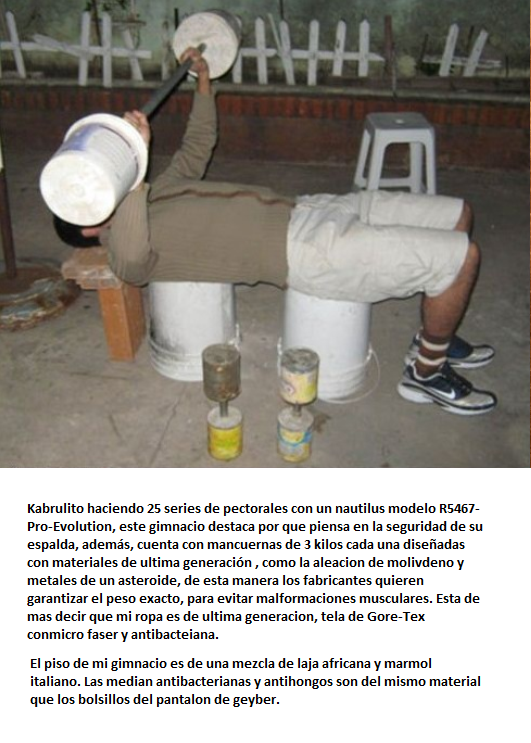 Kabrulito haciendo 25 series de pectorales con un nautilus modelo R5467-
Pro-Evolution, este gimnacio destaca por que piensa en la seguridad de su
espalda, además, cuenta con mancuernas de 3 kilos cada una diseñadas
con materiales de ultima generación , como la aleacion de molivdeno y
metales de un asteroide, de esta manera los fabricantes quieren
garantizar el peso exacto, para evitar malformaciones musculares. Esta de
mas decir que mi ropa es de ultima generacion, tela de Gore-Tex
conmicro faser y antibacteiana.
El piso de mi gimnacio es de una mezcla de laja africana y marmol
italiano. Las median antibacterianas y antihongos son del mismo material
que los bolsillos del pantalon de geyber.